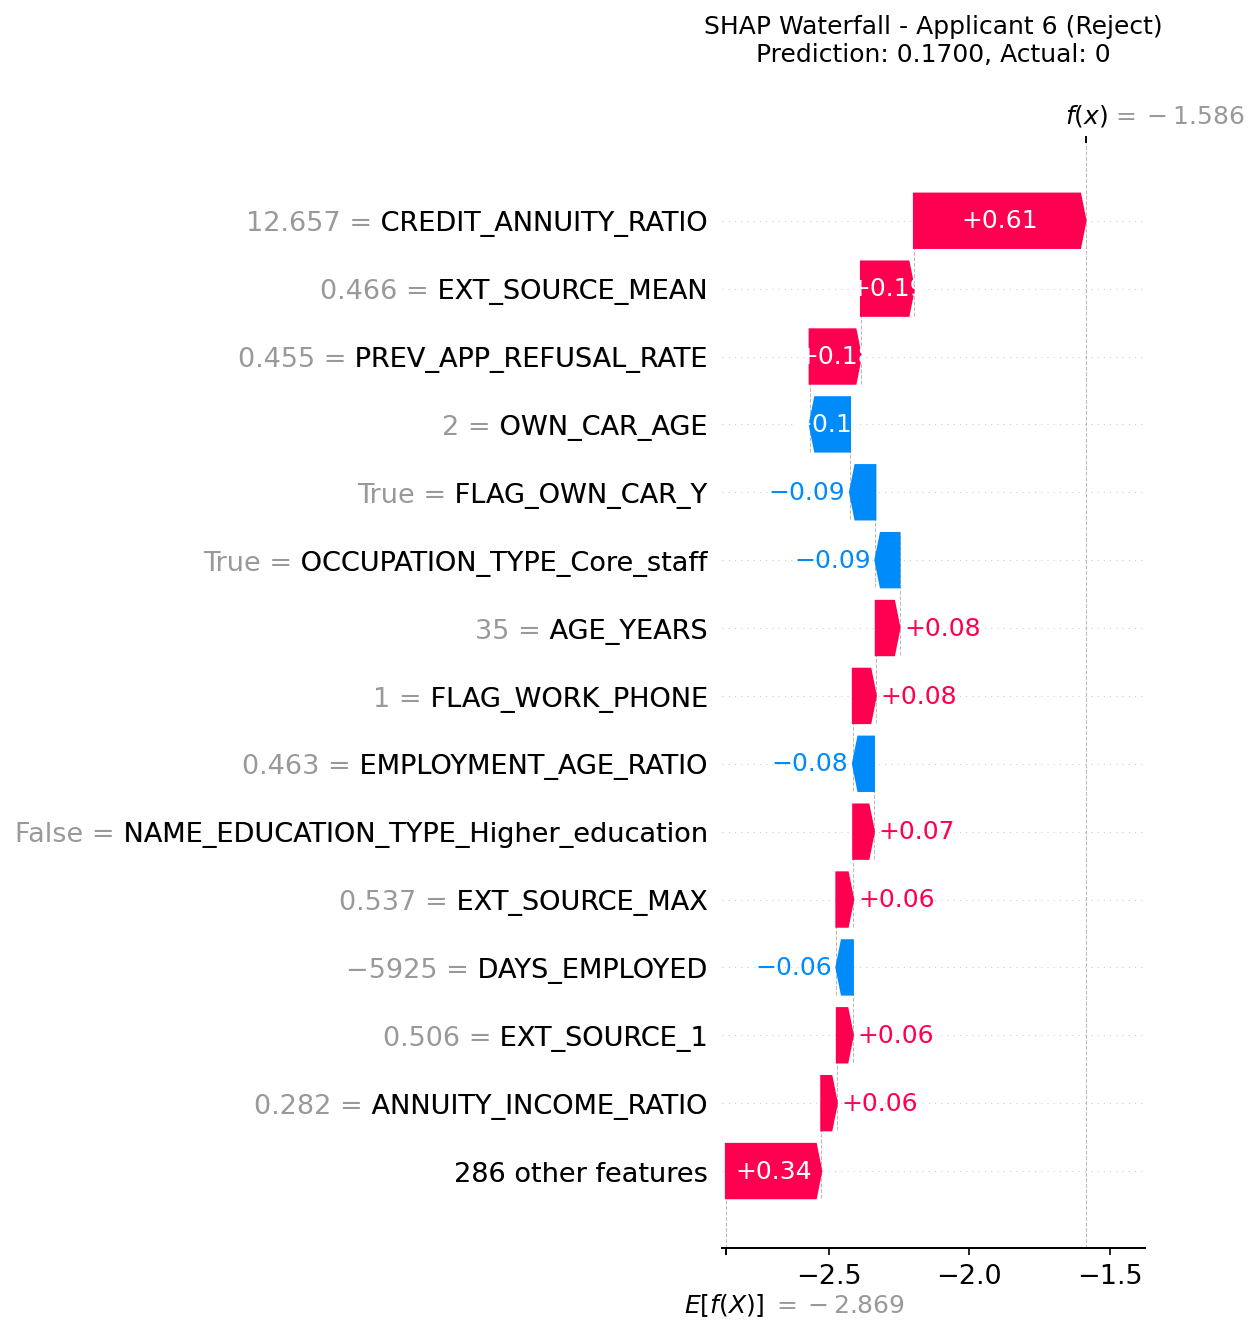 SHAP Waterfall - Applicant 6 (Reject)
Prediction: 0.1700, Actual: 0
f(x) = −1.586
12.657 = CREDIT_ANNUITY_RATIO +0.61
0.466 = EXT_SOURCE_MEAN +0.19
0.455 = PREV_APP_REFUSAL_RATE
2 = OWN_CAR_AGE
True = FLAG_OWN_CAR_Y −0.09
True = OCCUPATION_TYPE_Core_staff −0.09
35 = AGE_YEARS +0.08
1 = FLAG_WORK_PHONE +0.08
0.463 = EMPLOYMENT_AGE_RATIO −0.08
False = NAME_EDUCATION_TYPE_Higher_education +0.07
0.537 = EXT_SOURCE_MAX +0.06
−5925 = DAYS_EMPLOYED −0.06
0.506 = EXT_SOURCE_1 +0.06
0.282 = ANNUITY_INCOME_RATIO +0.06
286 other features +0.34
−2.5 −2.0 −1.5
E[f(X)] = −2.869